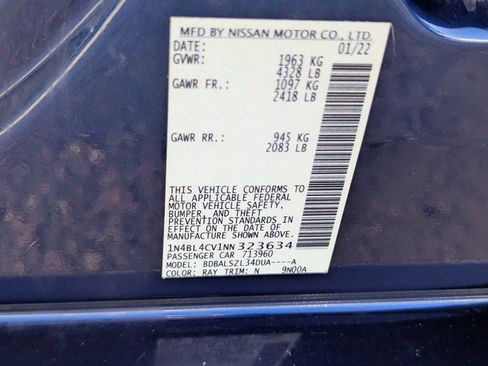 MFD BY NISSAN MOTOR CO., LTD.
DATE: 01/22
GVWR: 1963 KG
4328 LB
GAWR FR.: 1097 KG
2418 LB
GAWR RR.: 945 KG
2083 LB
THIS VEHICLE CONFORMS TO
ALL APPLICABLE FEDERAL
MOTOR VEHICLE SAFETY,
BUMPER, AND THEFT
PREVENTION STANDARDS IN
EFFECT ON THE DATE OF
MANUFACTURE SHOWN ABOVE.
1N4BL4CV1NN323634
PASSENGER CAR 713960
MODEL: BDBALSZL34DUA----A
COLOR: RAY TRIM: N 9N00A